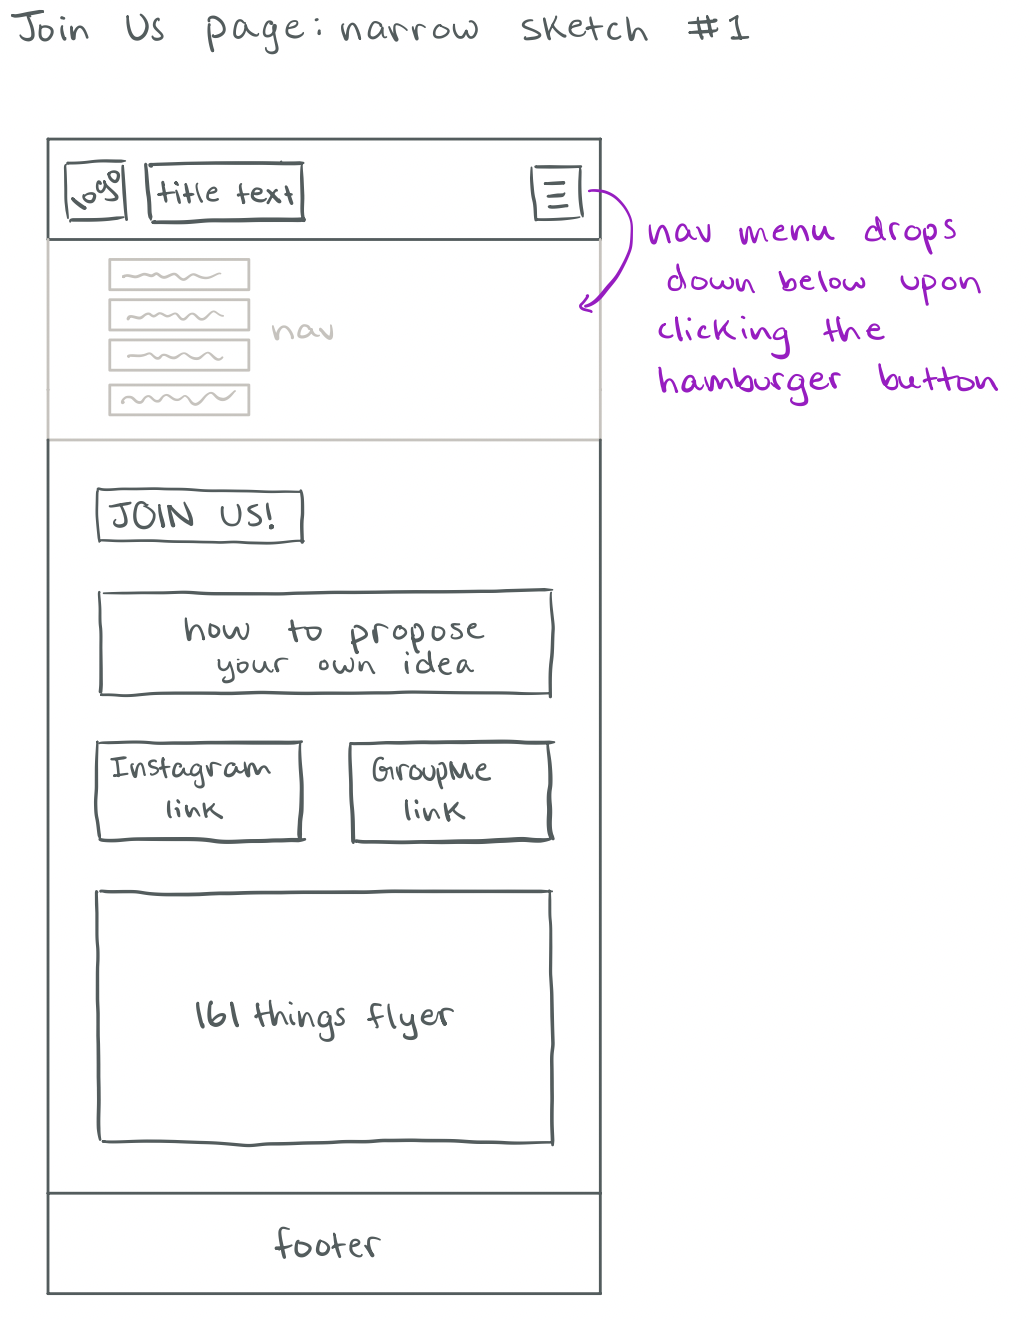 Join Us page: narrow sketch #1
logo
title text
nav menu drops
down below upon
clicking the
hamburger button
nav
JOIN US!
how to propose
your own idea
Instagram
link
GroupMe
link
161 things flyer
footer